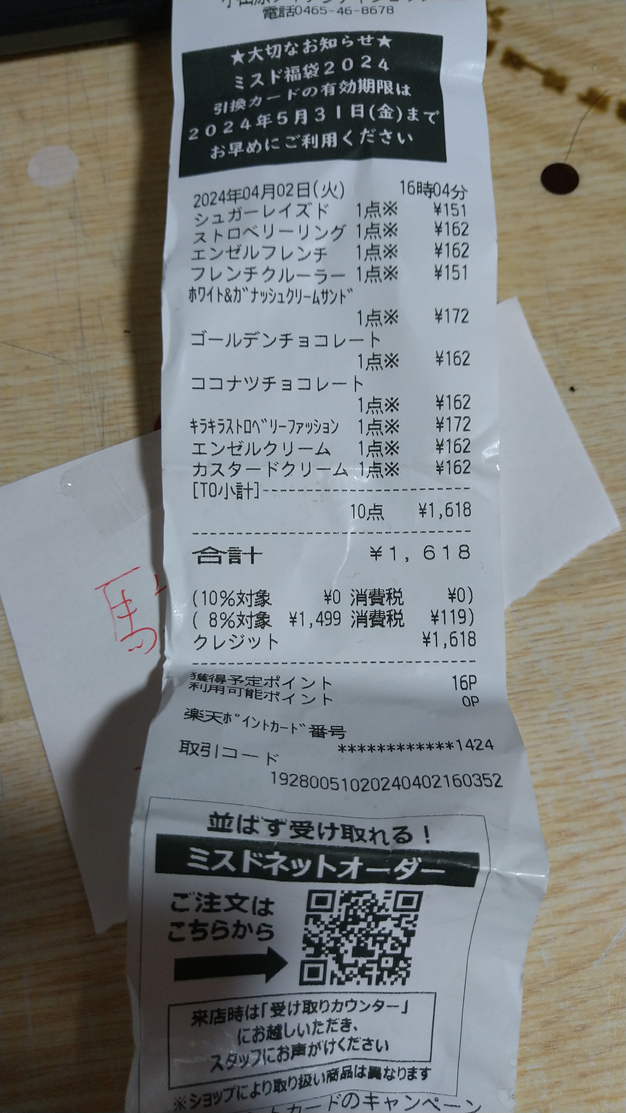 電話0465-46-8678
★大切なお知らせ★
ミスド福袋2024
引換カードの有効期限は
2024年5月31日(金)まで
お早めにご利用ください
2024年04月02日(火) 16時04分
シュガーレイズド 1点※ ¥151
ストロベリーリング 1点※ ¥162
エンゼルフレンチ 1点※ ¥162
フレンチクルーラー 1点※ ¥151
ホワイト&ガナッシュクリームサンド
1点※ ¥172
ゴールデンチョコレート
1点※ ¥162
ココナツチョコレート
1点※ ¥162
キラキラストロベリーファッション 1点※ ¥172
エンゼルクリーム 1点※ ¥162
カスタードクリーム 1点※ ¥162
[TO小計]
10点 ¥1,618
合計 ¥1,618
(10%対象 ¥0 消費税 ¥0)
( 8%対象 ¥1,499 消費税 ¥119)
クレジット ¥1,618
獲得予定ポイント 16P
利用可能ポイント 0P
楽天ポイントカード番号
************1424
取引コード
19280051020240402160352
並ばず受け取れる!
ミスドネットオーダー
ご注文は
こちらから
来店時は「受け取りカウンター」
にお越しいただき、
スタッフにお声がけください
※ショップにより取り扱い商品は異なります
トカードのキャンペーン